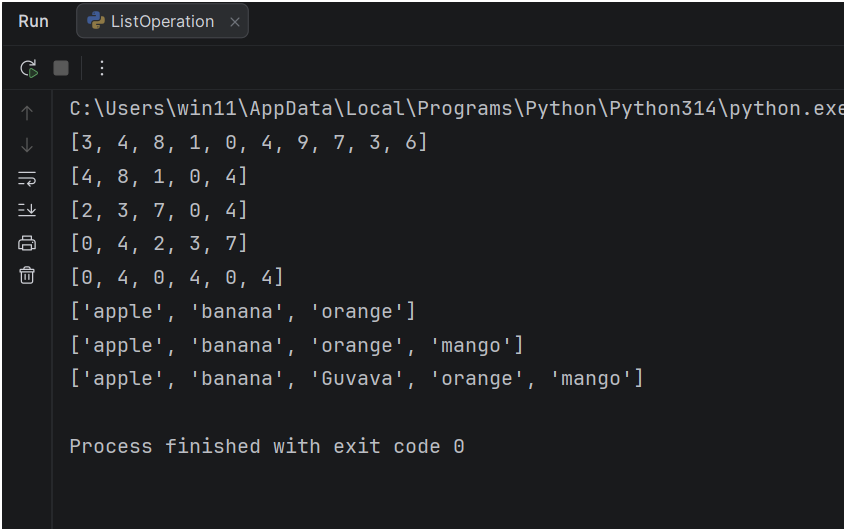 Run ListOperation
C:\Users\win11\AppData\Local\Programs\Python\Python314\python.exe
[3, 4, 8, 1, 0, 4, 9, 7, 3, 6]
[4, 8, 1, 0, 4]
[2, 3, 7, 0, 4]
[0, 4, 2, 3, 7]
[0, 4, 0, 4, 0, 4]
['apple', 'banana', 'orange']
['apple', 'banana', 'orange', 'mango']
['apple', 'banana', 'Guvava', 'orange', 'mango']
Process finished with exit code 0